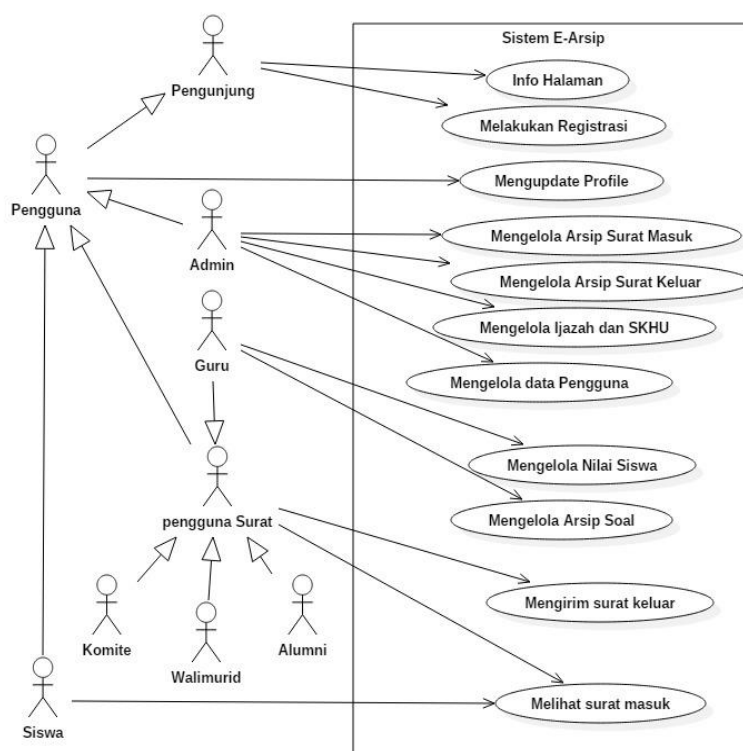 Sistem E-Arsip
Pengunjung
Info Halaman
Melakukan Registrasi
Pengguna
Mengupdate Profile
Admin
Mengelola Arsip Surat Masuk
Mengelola Arsip Surat Keluar
Mengelola Ijazah dan SKHU
Guru
Mengelola data Pengguna
Mengelola Nilai Siswa
pengguna Surat
Mengelola Arsip Soal
Mengirim surat keluar
Komite
Walimurid
Alumni
Siswa
Melihat surat masuk